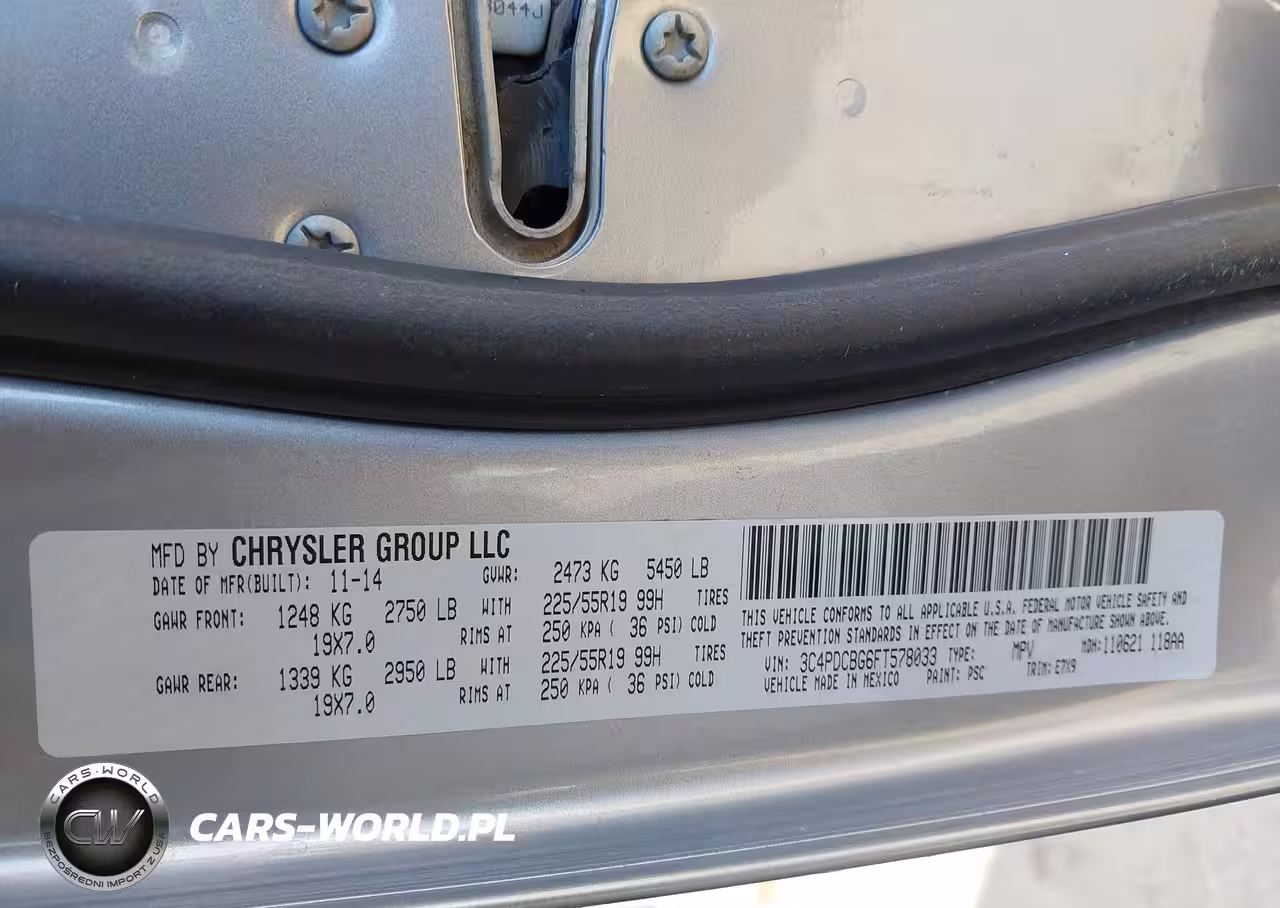 3044J
MFD BY CHRYSLER GROUP LLC
DATE OF MFR(BUILT): 11-14 GVWR: 2473 KG 5450 LB
GAWR FRONT: 1248 KG 2750 LB WITH 225/55R19 99H TIRES
19X7.0 RIMS AT 250 KPA ( 36 PSI) COLD
GAWR REAR: 1339 KG 2950 LB WITH 225/55R19 99H TIRES
19X7.0 RIMS AT 250 KPA ( 36 PSI) COLD
THIS VEHICLE CONFORMS TO ALL APPLICABLE U.S.A. FEDERAL MOTOR VEHICLE SAFETY AND
THEFT PREVENTION STANDARDS IN EFFECT ON THE DATE OF MANUFACTURE SHOWN ABOVE.
VIN: 3C4PDCBG6FT578033 TYPE: MPV MDH:110621 118AA
VEHICLE MADE IN MEXICO PAINT: PSC TRIM: E7X9
CARS-WORLD
CW
BEZPOŚREDNI IMPORT Z USA
CARS-WORLD.PL